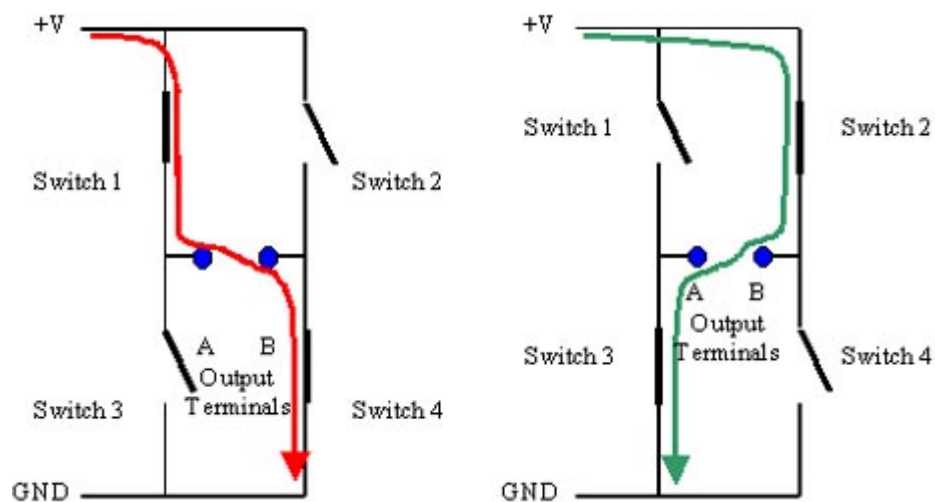 +V
Switch 1
Switch 2
A B
Output
Terminals
Switch 3
Switch 4
GND
+V
Switch 1
Switch 2
A B
Output
Terminals
Switch 3
Switch 4
GND